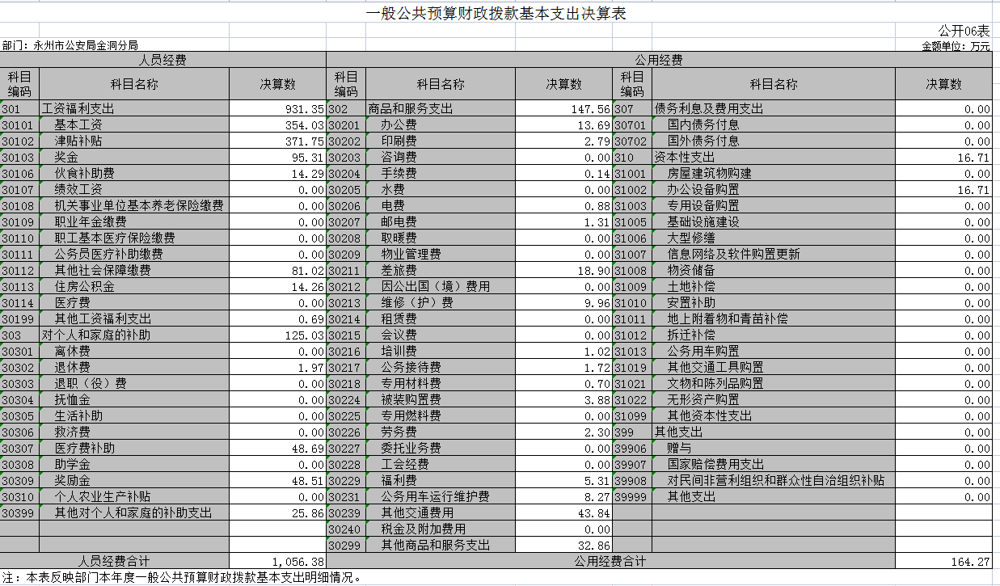 一般公共预算财政拨款基本支出决算表
公开06表
部门：永州市公安局金洞分局 金额单位：万元
人员经费 公用经费
科目编码 科目名称 决算数 科目编码 科目名称 决算数 科目编码 科目名称 决算数
301 工资福利支出 931.35 302 商品和服务支出 147.56 307 债务利息及费用支出 0.00
30101 基本工资 354.03 30201 办公费 13.69 30701 国内债务付息 0.00
30102 津贴补贴 371.75 30202 印刷费 2.79 30702 国外债务付息 0.00
30103 奖金 95.31 30203 咨询费 0.00 310 资本性支出 16.71
30106 伙食补助费 14.29 30204 手续费 0.14 31001 房屋建筑物购建 0.00
30107 绩效工资 0.00 30205 水费 0.00 31002 办公设备购置 16.71
30108 机关事业单位基本养老保险缴费 0.00 30206 电费 0.88 31003 专用设备购置 0.00
30109 职业年金缴费 0.00 30207 邮电费 1.31 31005 基础设施建设 0.00
30110 职工基本医疗保险缴费 0.00 30208 取暖费 0.00 31006 大型修缮 0.00
30111 公务员医疗补助缴费 0.00 30209 物业管理费 0.00 31007 信息网络及软件购置更新 0.00
30112 其他社会保障缴费 81.02 30211 差旅费 18.90 31008 物资储备 0.00
30113 住房公积金 14.26 30212 因公出国（境）费用 0.00 31009 土地补偿 0.00
30114 医疗费 0.00 30213 维修（护）费 9.96 31010 安置补助 0.00
30199 其他工资福利支出 0.69 30214 租赁费 0.00 31011 地上附着物和青苗补偿 0.00
303 对个人和家庭的补助 125.03 30215 会议费 0.00 31012 拆迁补偿 0.00
30301 离休费 0.00 30216 培训费 1.02 31013 公务用车购置 0.00
30302 退休费 1.97 30217 公务接待费 1.72 31019 其他交通工具购置 0.00
30303 退职（役）费 0.00 30218 专用材料费 0.70 31021 文物和陈列品购置 0.00
30304 抚恤金 0.00 30224 被装购置费 3.88 31022 无形资产购置 0.00
30305 生活补助 0.00 30225 专用燃料费 0.00 31099 其他资本性支出 0.00
30306 救济费 0.00 30226 劳务费 2.30 399 其他支出 0.00
30307 医疗费补助 48.69 30227 委托业务费 0.00 39906 赠与 0.00
30308 助学金 0.00 30228 工会经费 0.00 39907 国家赔偿费用支出 0.00
30309 奖励金 48.51 30229 福利费 5.31 39908 对民间非营利组织和群众性自治组织补贴 0.00
30310 个人农业生产补贴 0.00 30231 公务用车运行维护费 8.27 39999 其他支出 0.00
30399 其他对个人和家庭的补助支出 25.86 30239 其他交通费用 43.84
30240 税金及附加费用 0.00
30299 其他商品和服务支出 32.86
人员经费合计 1,056.38 公用经费合计 164.27
注：本表反映部门本年度一般公共预算财政拨款基本支出明细情况。